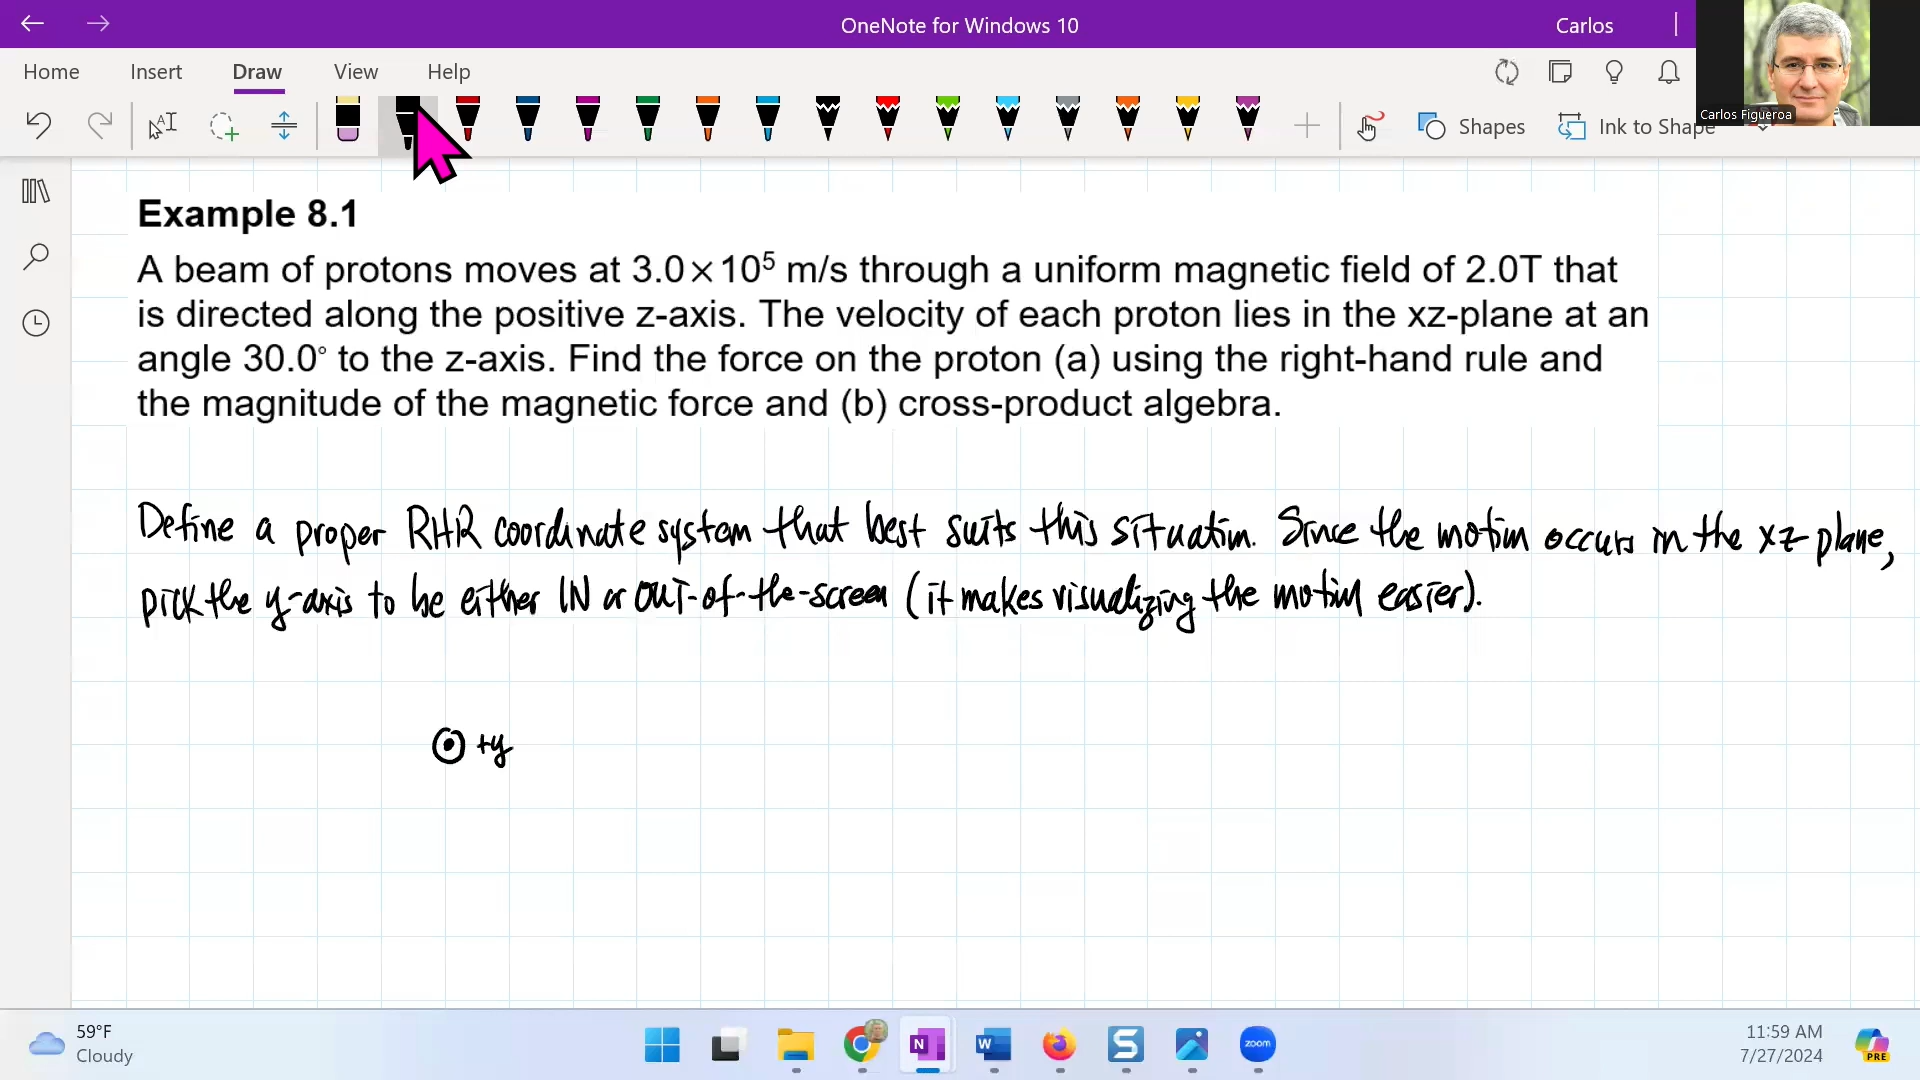 OneNote for Windows 10
Carlos
Home Insert Draw View Help
Carlos Figueroa
Shapes Ink to Shape
Example 8.1
A beam of protons moves at 3.0×10⁵ m/s through a uniform magnetic field of 2.0T that
is directed along the positive z-axis. The velocity of each proton lies in the xz-plane at an
angle 30.0° to the z-axis. Find the force on the proton (a) using the right-hand rule and
the magnitude of the magnetic force and (b) cross-product algebra.
Define a proper RHR coordinate system that best suits this situation. Since the motion occurs in the xz-plane,
pick the y-axis to be either IN or out-of-the-screen (it makes visualizing the motion easier).
+y
59°F
Cloudy
N
W
S
zoom
11:59 AM
7/27/2024
PRE